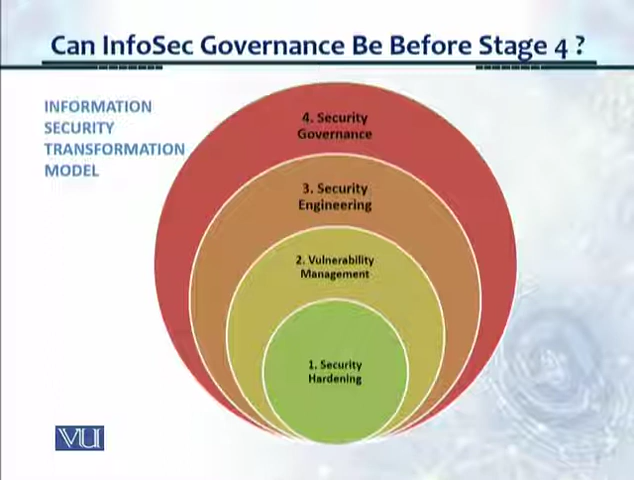 Can InfoSec Governance Be Before Stage 4 ?
INFORMATION
SECURITY
TRANSFORMATION
MODEL
4. Security
Governance
3. Security
Engineering
2. Vulnerability
Management
1. Security
Hardening
VU